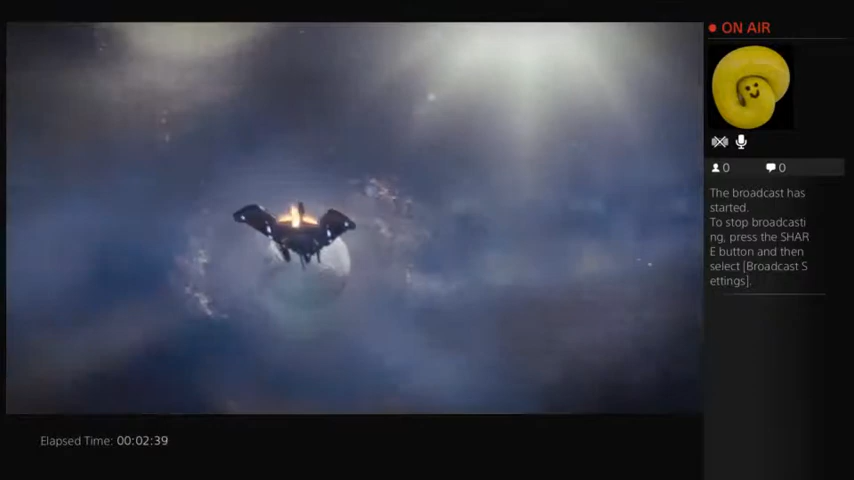 ON AIR
0 0
The broadcast has
started.
To stop broadcasti
ng, press the SHAR
E button and then
select [Broadcast S
ettings].
Elapsed Time: 00:02:39